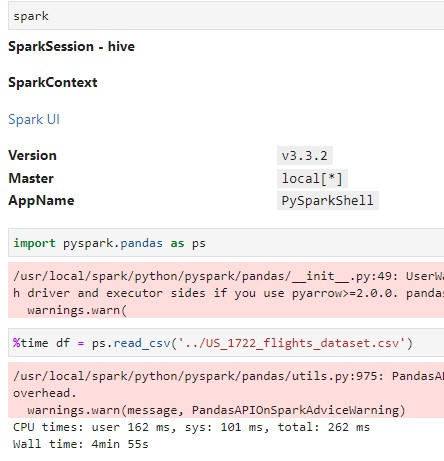 spark
SparkSession - hive
SparkContext
Spark UI
Version v3.3.2
Master local[*]
AppName PySparkShell
import pyspark.pandas as ps
/usr/local/spark/python/pyspark/pandas/__init__.py:49: UserWa
h driver and executor sides if you use pyarrow>=2.0.0. pandas
warnings.warn(
%time df = ps.read_csv('../US_1722_flights_dataset.csv')
/usr/local/spark/python/pyspark/pandas/utils.py:975: PandasAP
overhead.
warnings.warn(message, PandasAPIOnSparkAdviceWarning)
CPU times: user 162 ms, sys: 101 ms, total: 262 ms
Wall time: 4min 55s